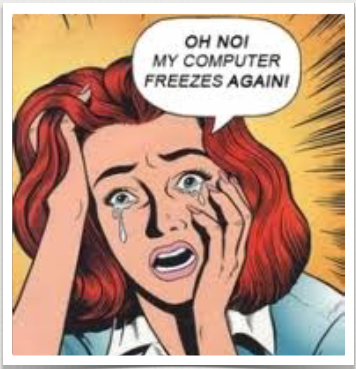 OH NO!
MY COMPUTER
FREEZES AGAIN!